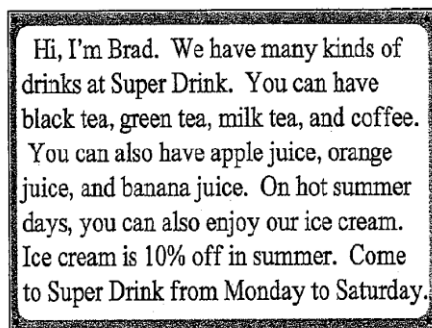 Hi, I'm Brad. We have many kinds of
drinks at Super Drink. You can have
black tea, green tea, milk tea, and coffee.
You can also have apple juice, orange
juice, and banana juice. On hot summer
days, you can also enjoy our ice cream.
Ice cream is 10% off in summer. Come
to Super Drink from Monday to Saturday.